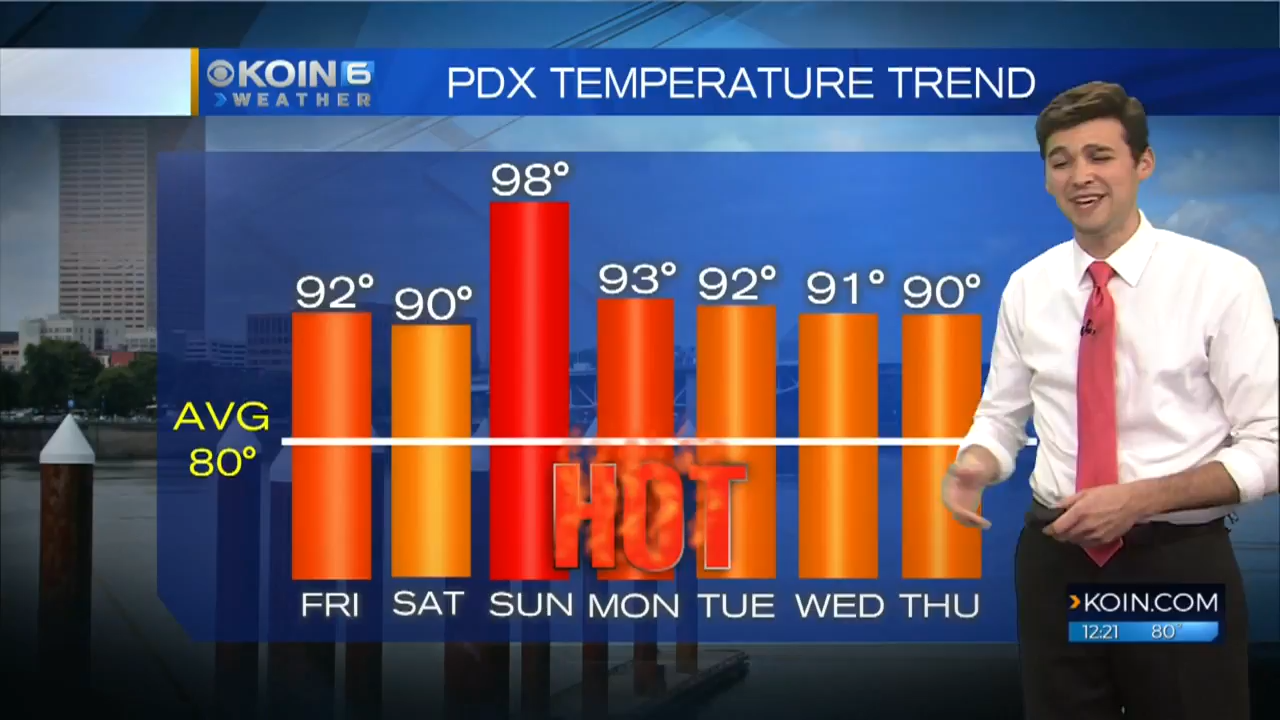 KOIN 6
WEATHER
PDX TEMPERATURE TREND
98°
92°
90°
93°
92°
91°
90°
AVG
80°
HOT
FRI SAT SUN MON TUE WED THU
KOIN.COM
12:21 80°